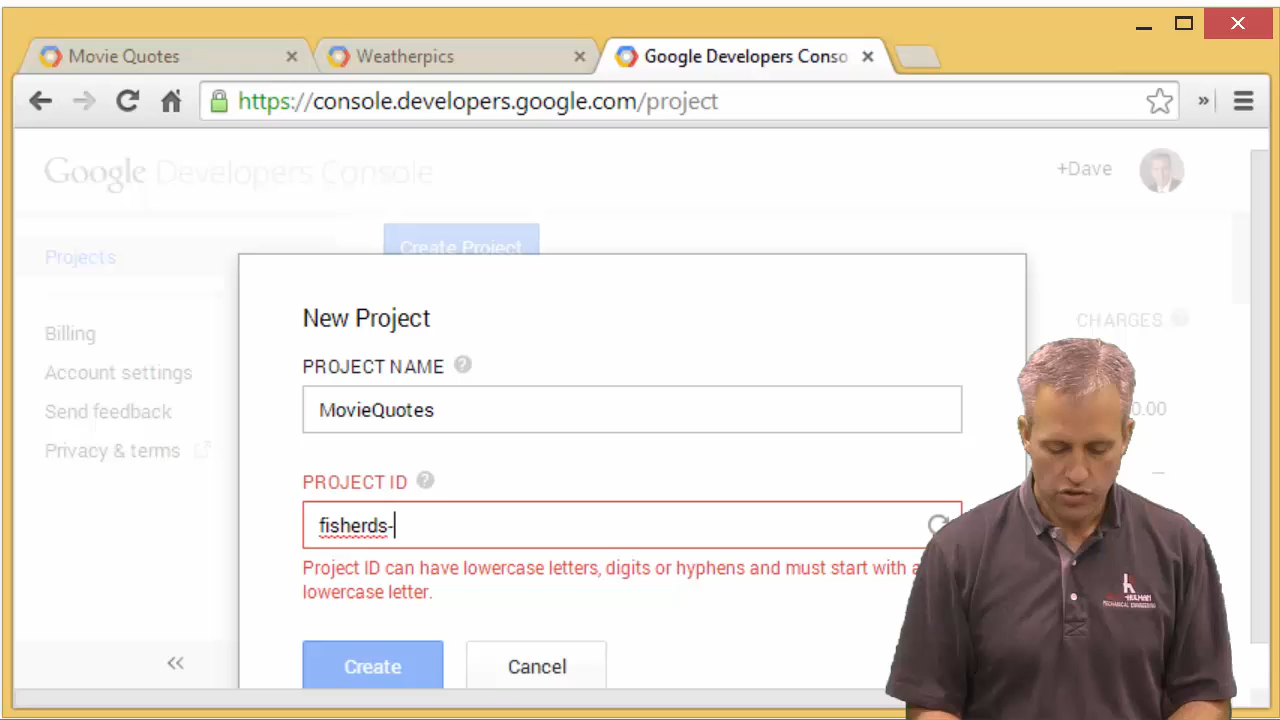 Movie Quotes
Weatherpics
Google Developers Conso
https://console.developers.google.com/project
»
Google Developers Console
+Dave
Create Project
Projects
Billing
Account settings
Send feedback
Privacy & terms
CHARGES
New Project
PROJECT NAME
MovieQuotes
PROJECT ID
fisherds-
Project ID can have lowercase letters, digits or hyphens and must start with a
lowercase letter.
Create
Cancel
MECHANICAL ENGINEERING